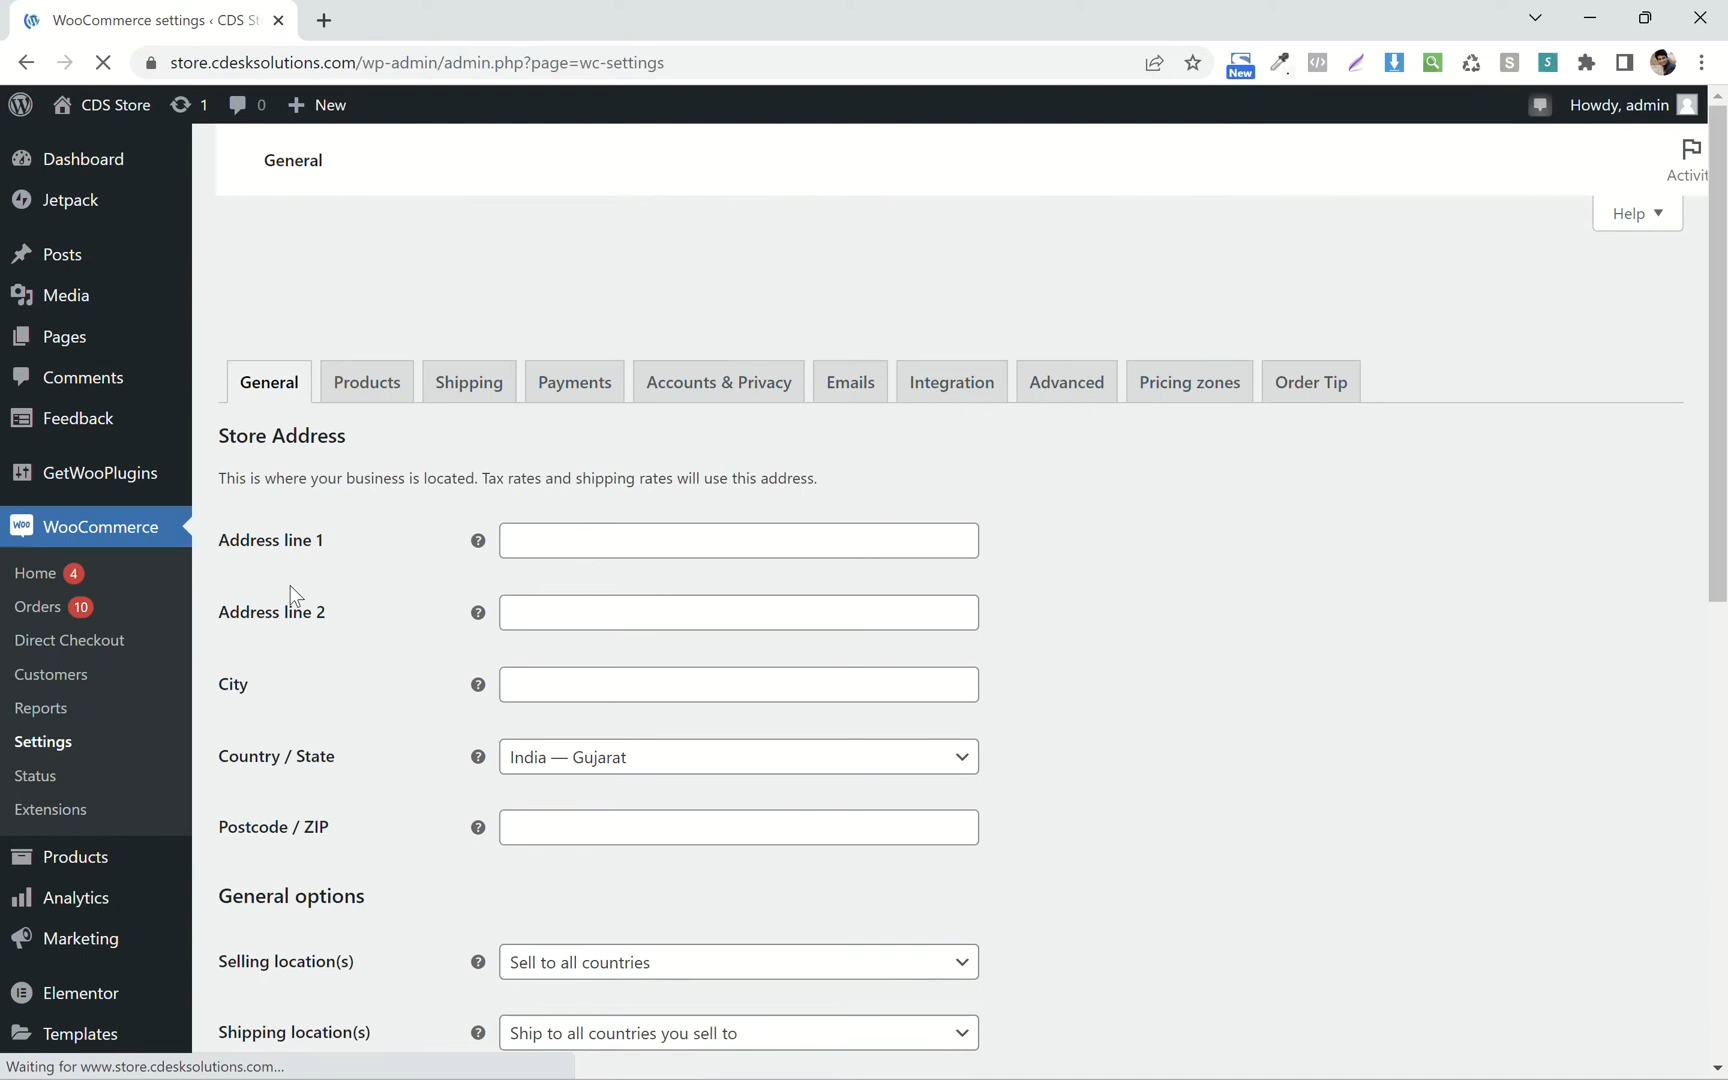 WooCommerce settings ‹ CDS St
store.cdesksolutions.com/wp-admin/admin.php?page=wc-settings
New
CDS Store
1
0
New
Howdy, admin
Dashboard
Jetpack
Posts
Media
Pages
Comments
Feedback
GetWooPlugins
WooCommerce
Home 4
Orders 10
Direct Checkout
Customers
Reports
Settings
Status
Extensions
Products
Analytics
Marketing
Elementor
Templates
General
Activit
Help
General
Products
Shipping
Payments
Accounts & Privacy
Emails
Integration
Advanced
Pricing zones
Order Tip
Store Address
This is where your business is located. Tax rates and shipping rates will use this address.
Address line 1
Address line 2
City
Country / State
India — Gujarat
Postcode / ZIP
General options
Selling location(s)
Sell to all countries
Shipping location(s)
Ship to all countries you sell to
Waiting for www.store.cdesksolutions.com...